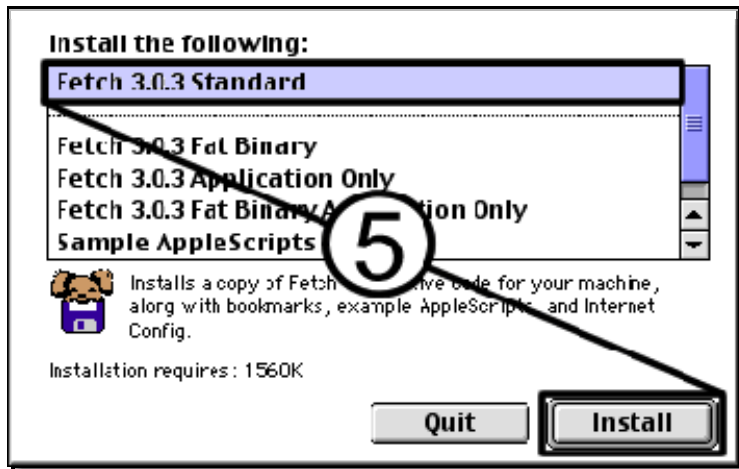 Install the following:
Fetch 3.0.3 Standard
Fetch 3.0.3 Fat Binary
Fetch 3.0.3 Application Only
Fetch 3.0.3 Fat Binary Only
Sample AppleScripts
5
Installs a copy of Fetch code for your machine,
along with bookmarks, example AppleScripts, and Internet
Config.
Installation requires: 1560K
Quit
Install